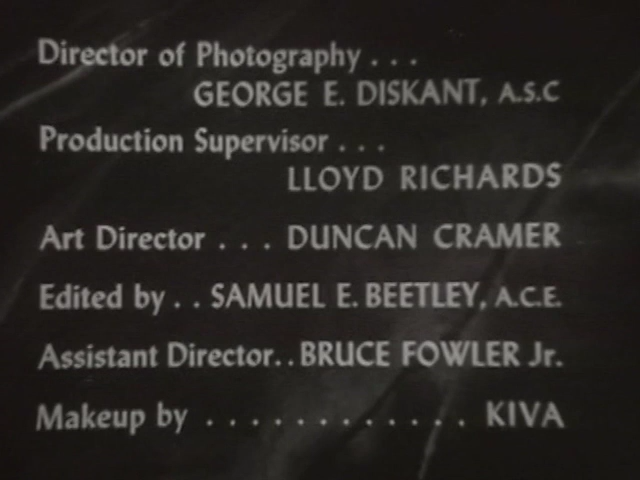 Director of Photography . . .
GEORGE E. DISKANT, A.S.C
Production Supervisor . . .
LLOYD RICHARDS
Art Director . . . DUNCAN CRAMER
Edited by . . SAMUEL E. BEETLEY, A.C.E.
Assistant Director . . BRUCE FOWLER Jr.
Makeup by . . . . . . . . . . . . KIVA